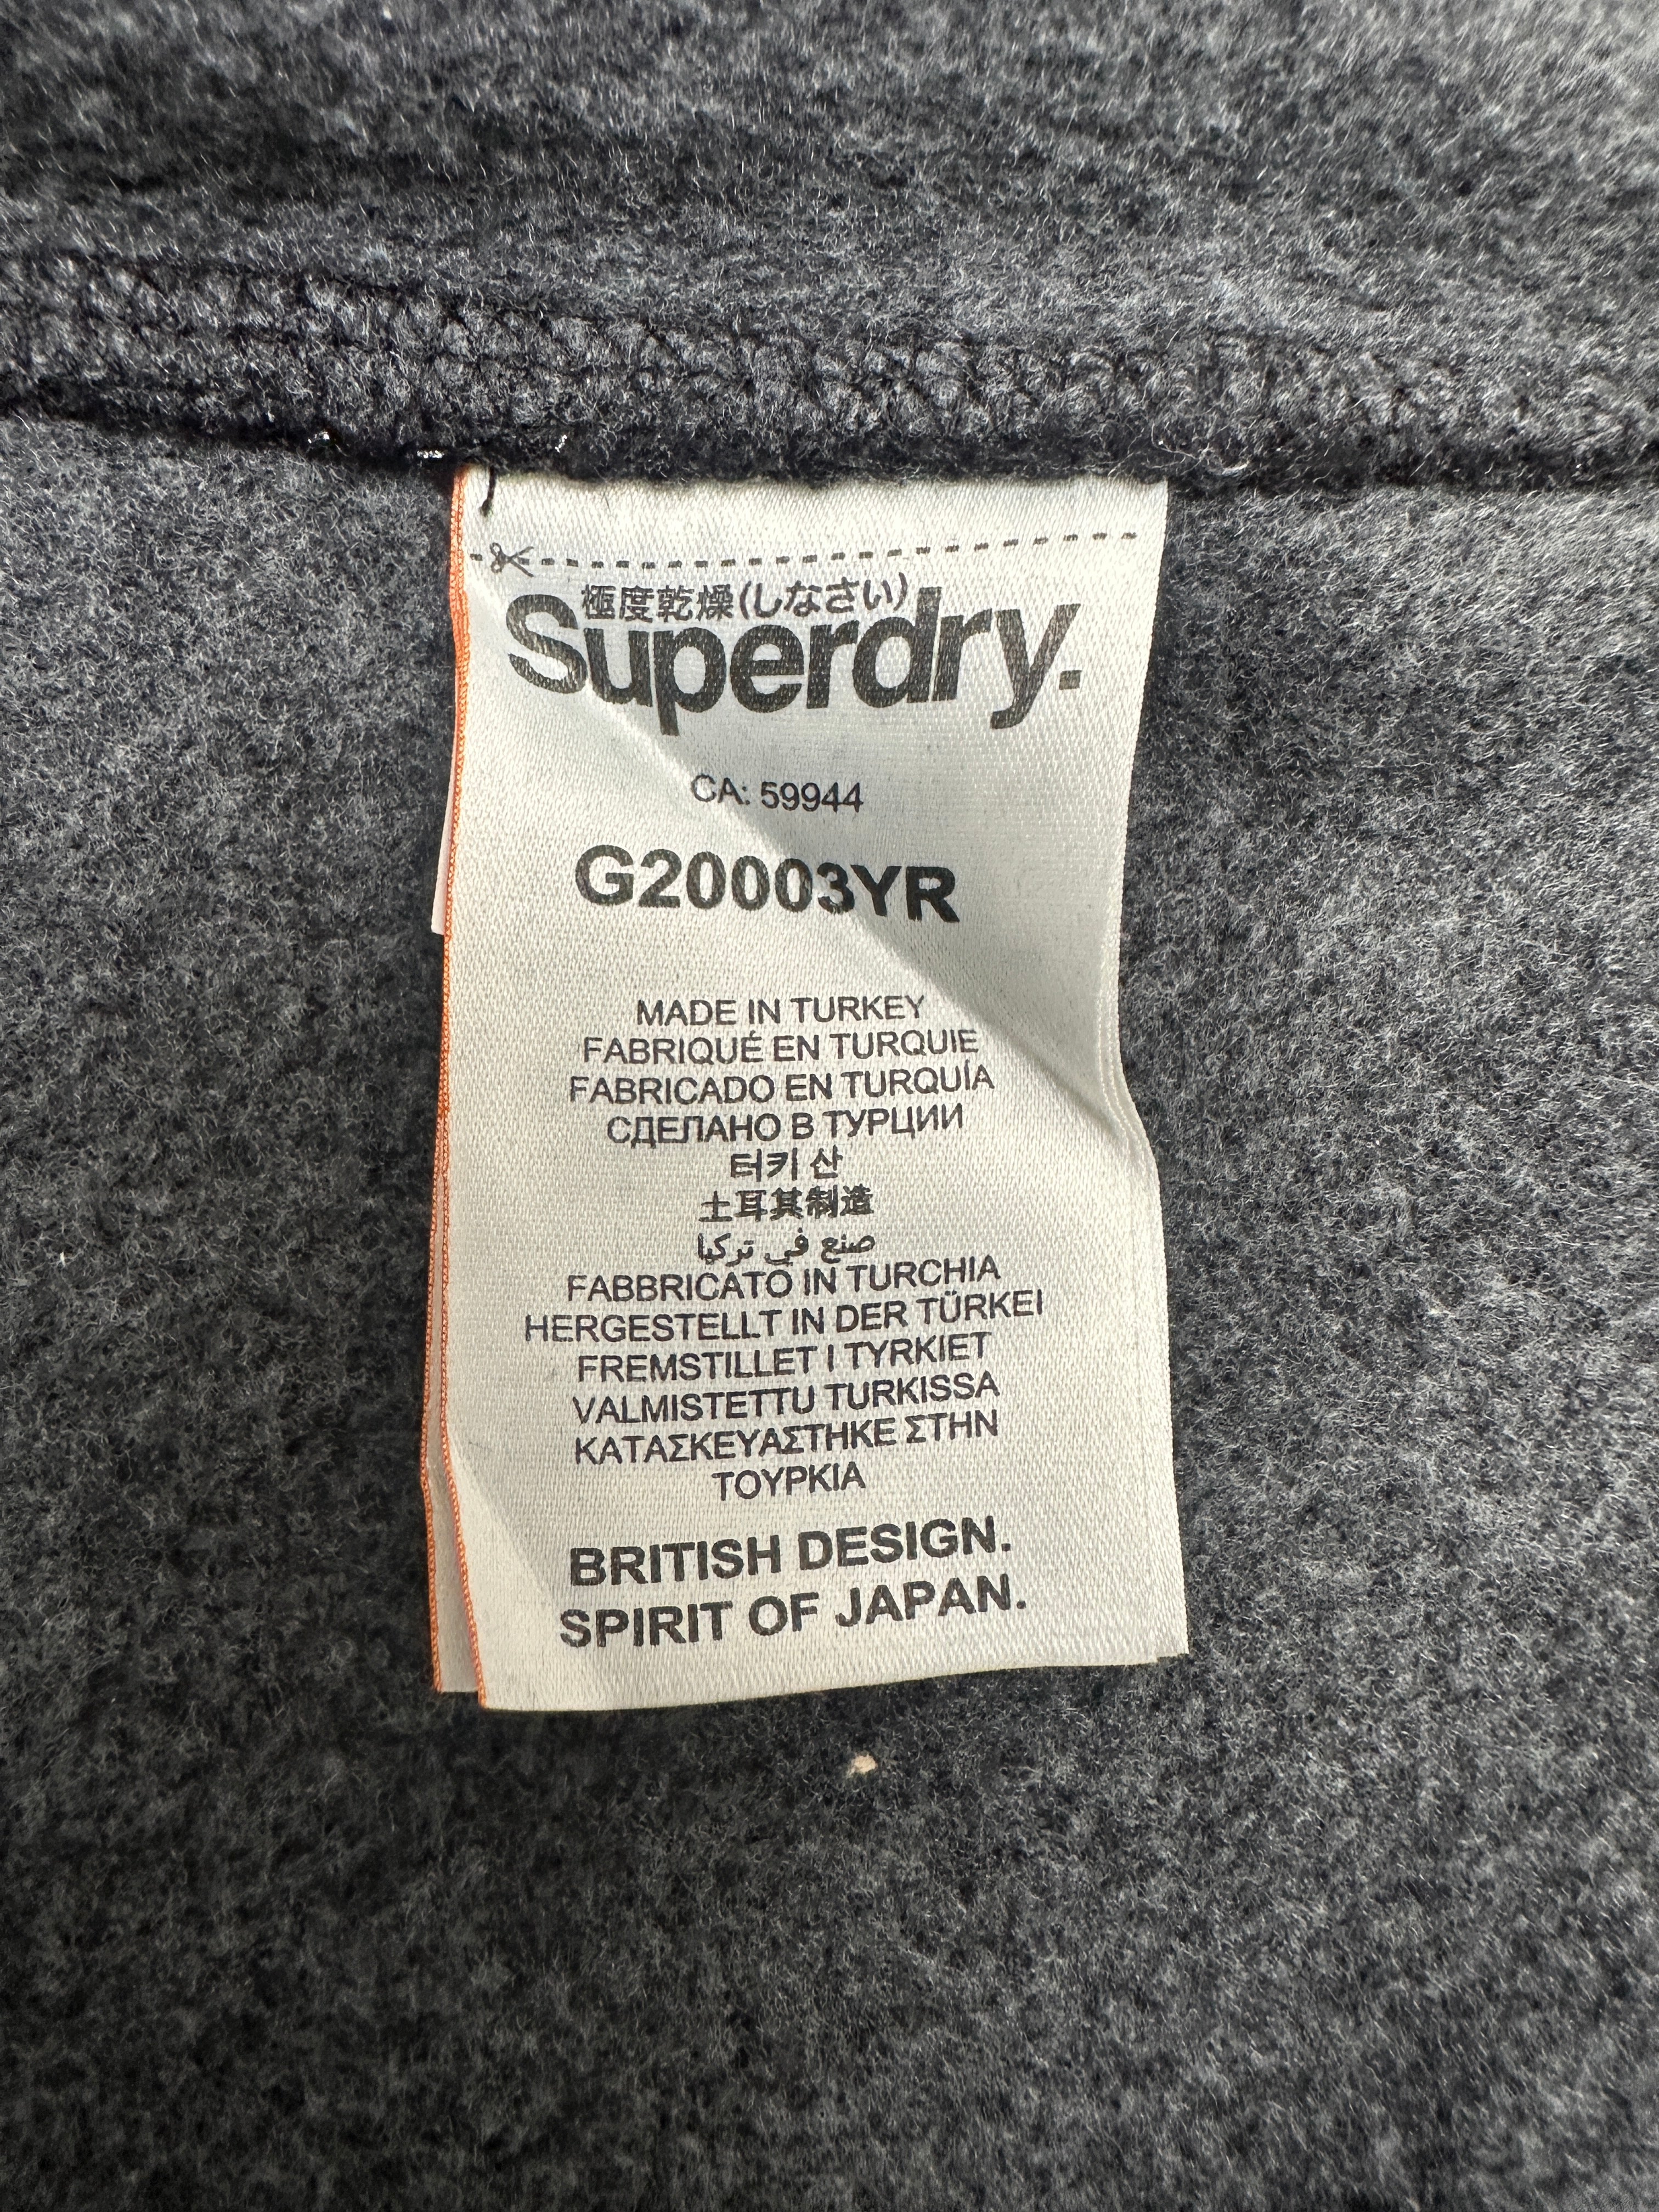 極度乾燥(しなさい)
Superdry.
CA: 59944
G20003YR
MADE IN TURKEY
FABRIQUÉ EN TURQUIE
FABRICADO EN TURQUÍA
СДЕЛАНО В ТУРЦИИ
터키 산
土耳其制造
صنع في تركيا
FABBRICATO IN TURCHIA
HERGESTELLT IN DER TÜRKEI
FREMSTILLET I TYRKIET
VALMISTETTU TURKISSA
ΚΑΤΑΣΚΕΥΑΣΤΗΚΕ ΣΤΗΝ
ΤΟΥΡΚΙΑ
BRITISH DESIGN.
SPIRIT OF JAPAN.